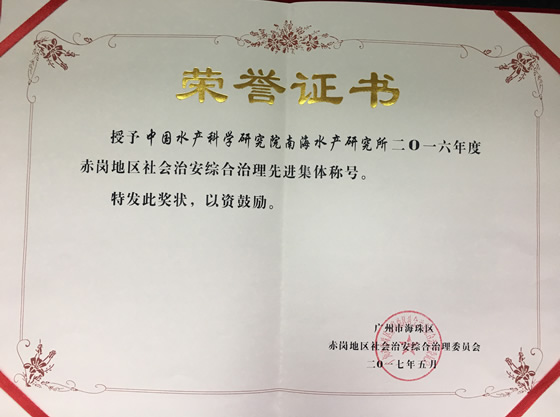 荣誉证书
授予中国水产科学研究院南海水产研究所二〇一六年度
赤岗地区社会治安综合治理先进集体称号。
特发此奖状，以资鼓励。
广州市海珠区
赤岗地区社会治安综合治理委员会
二〇一七年五月